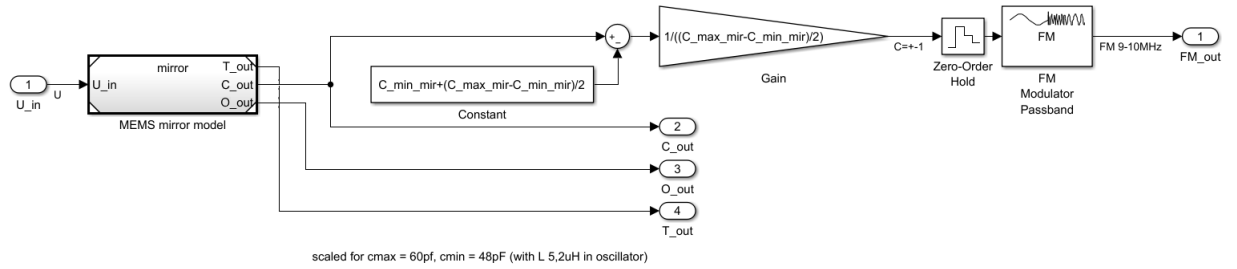 1
U_in
U
mirror
U_in
T_out
C_out
O_out
MEMS mirror model
C_min_mir+(C_max_mir-C_min_mir)/2
Constant
+_
1/((C_max_mir-C_min_mir)/2)
Gain
C=+-1
Zero-Order
Hold
FM
FM
Modulator
Passband
FM 9-10MHz
1
FM_out
2
C_out
3
O_out
4
T_out
scaled for cmax = 60pf, cmin = 48pF (with L 5,2uH in oscillator)